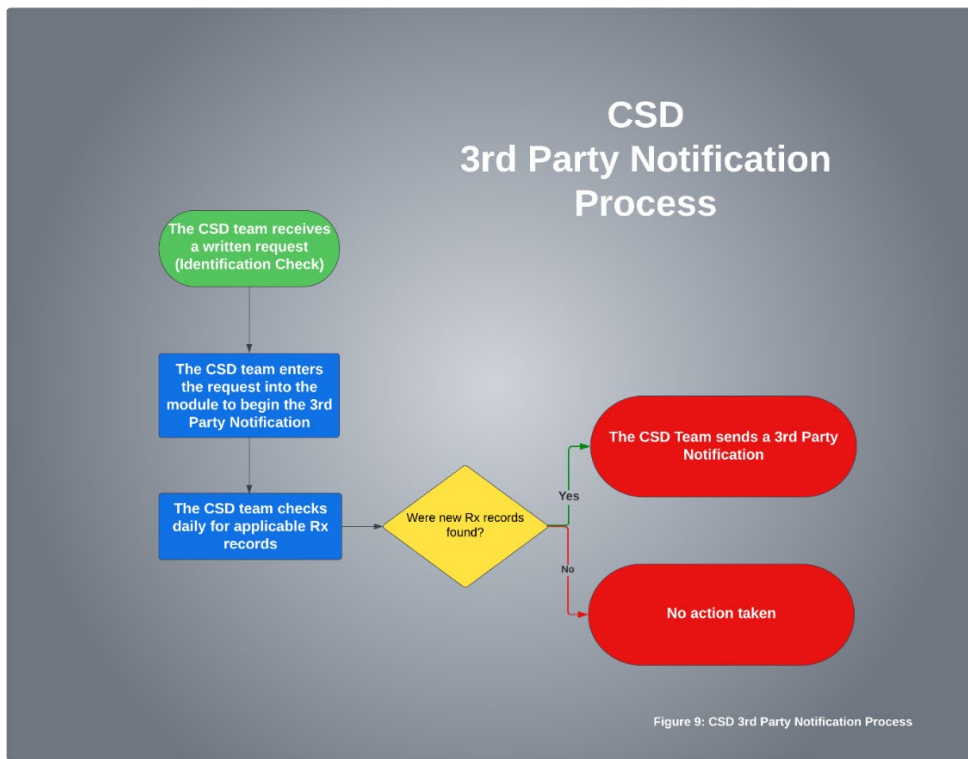 CSD
3rd Party Notification
Process
The CSD team receives
a written request
(Identification Check)
The CSD team enters
the request into the
module to begin the 3rd
Party Notification
The CSD team checks
daily for applicable Rx
records
Were new Rx records
found?
Yes
The CSD Team sends a 3rd Party
Notification
No
No action taken
Figure 9: CSD 3rd Party Notification Process